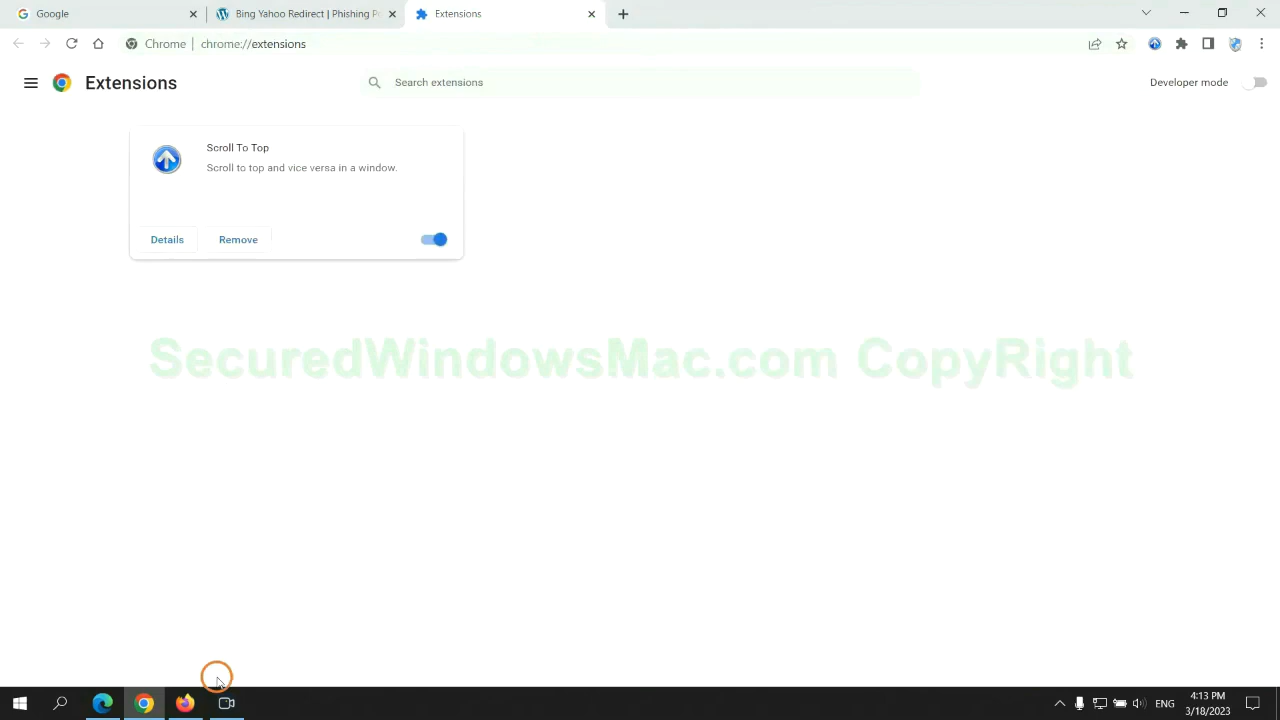 Google
Bing Yahoo Redirect | Phishing P
Extensions
Chrome | chrome://extensions
Extensions
Search extensions
Developer mode
Scroll To Top
Scroll to top and vice versa in a window.
Details
Remove
SecuredWindowsMac.com CopyRight
ENG
4:13 PM
3/18/2023